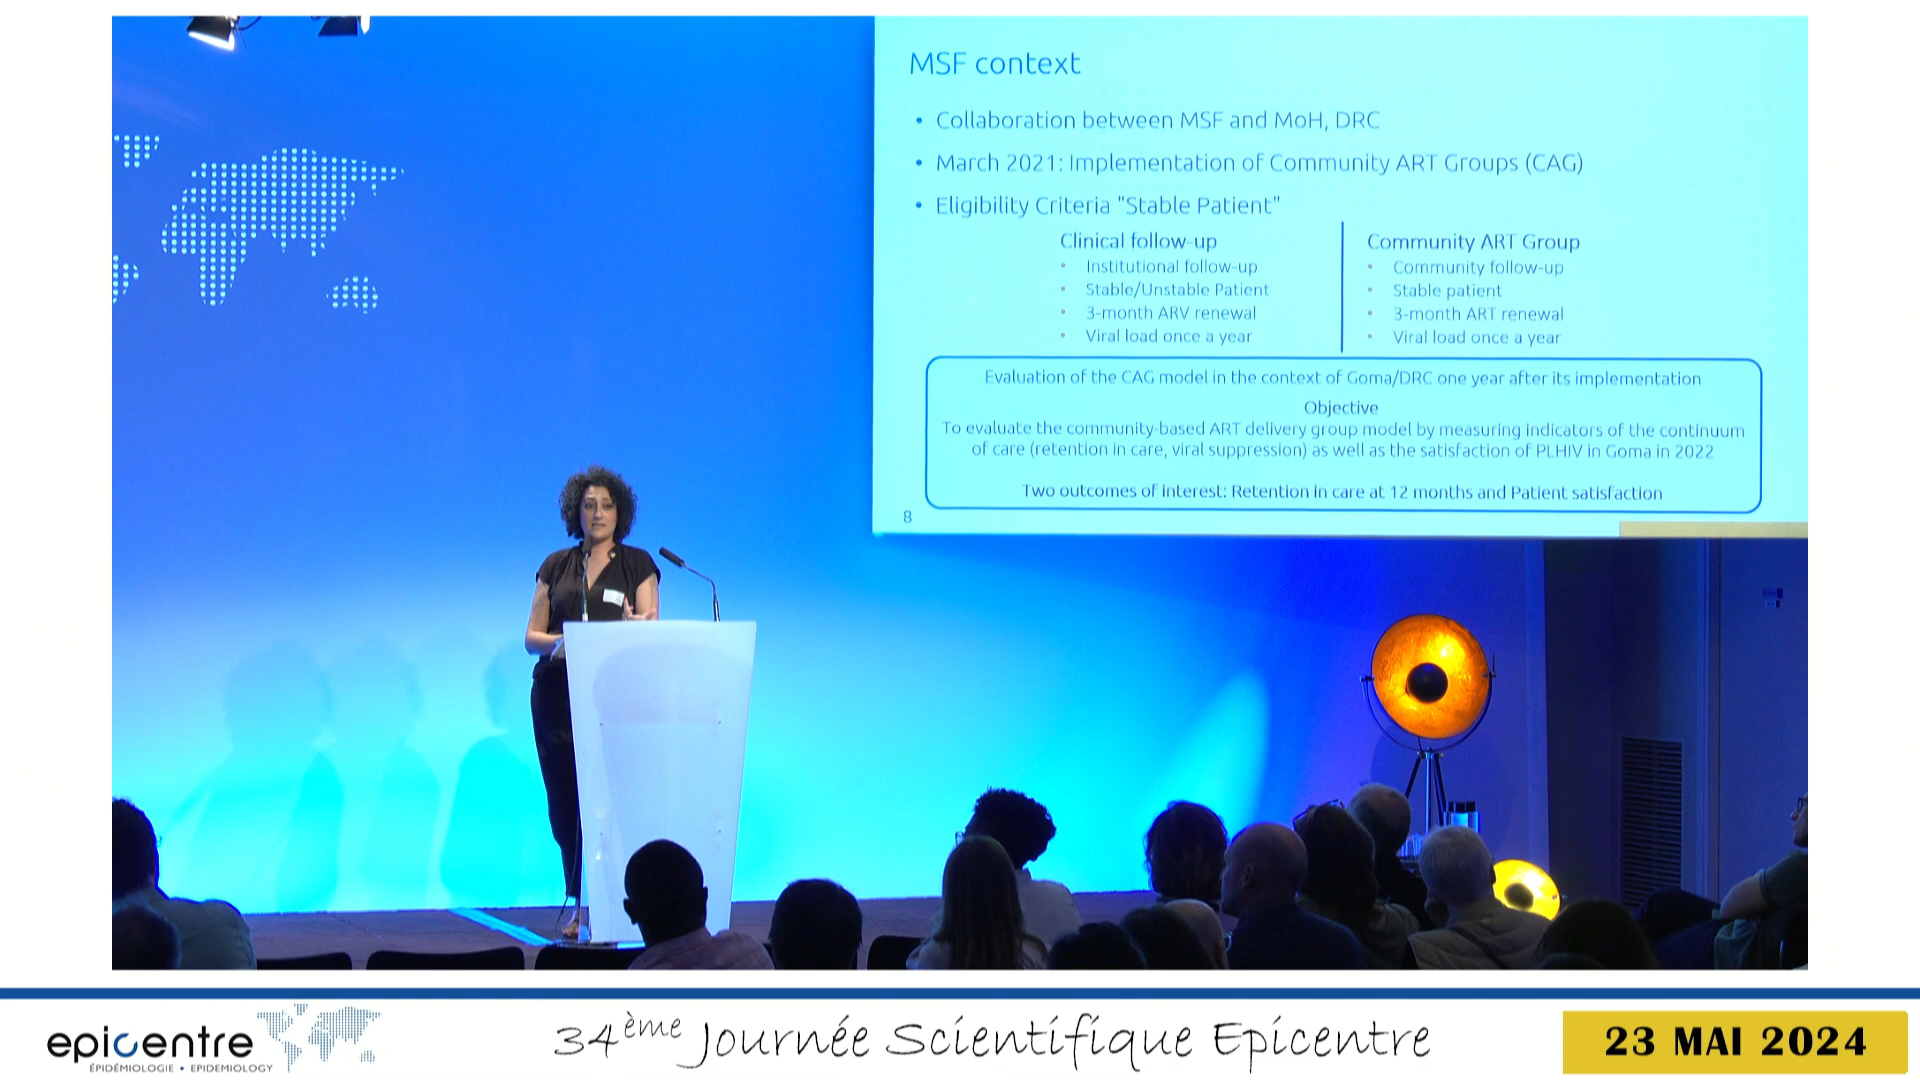 MSF context
• Collaboration between MSF and MoH, DRC
• March 2021: Implementation of Community ART Groups (CAG)
• Eligibility Criteria "Stable Patient"
Clinical follow-up
• Institutional follow-up
• Stable/Unstable Patient
• 3-month ARV renewal
• Viral load once a year
Community ART Group
• Community follow-up
• Stable patient
• 3-month ART renewal
• Viral load once a year
Evaluation of the CAG model in the context of Goma/DRC one year after its implementation
Objective
To evaluate the community-based ART delivery group model by measuring indicators of the continuum
of care (retention in care, viral suppression) as well as the satisfaction of PLHIV in Goma in 2022
Two outcomes of interest: Retention in care at 12 months and Patient satisfaction
8
epicentre
ÉPIDÉMIOLOGIE • EPIDEMIOLOGY
34ème Journée Scientifique Epicentre
23 MAI 2024